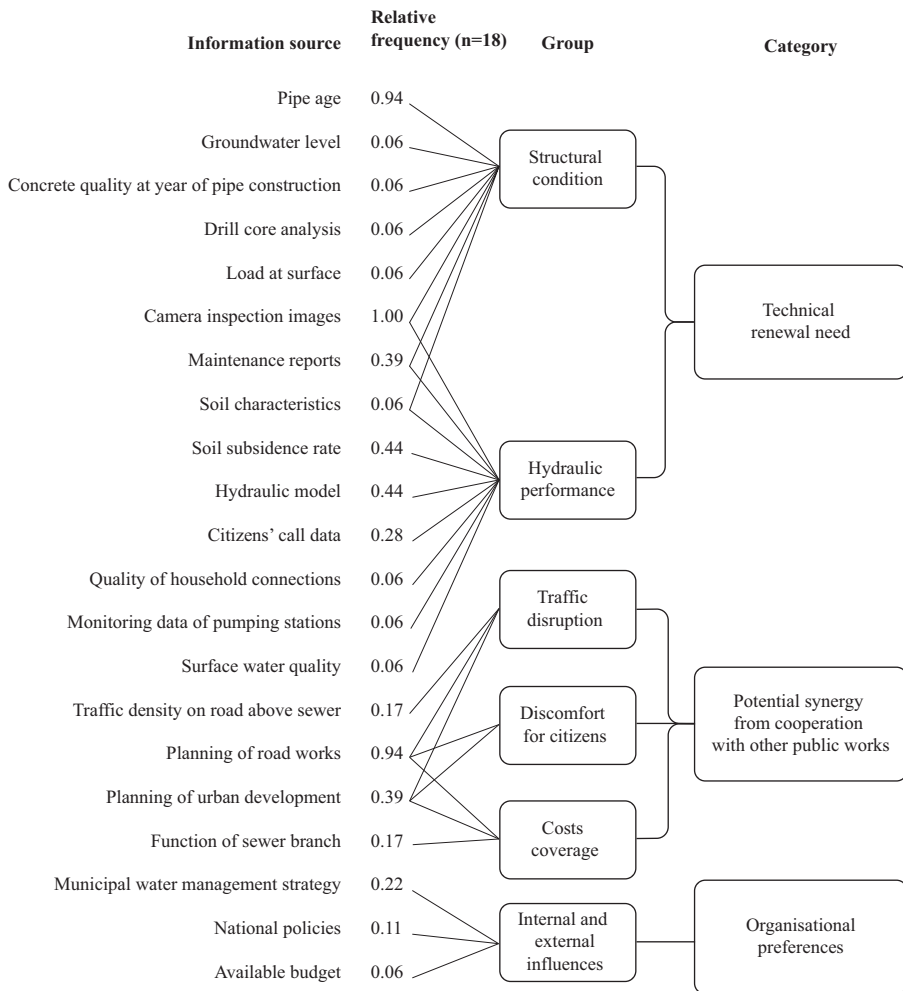 Information source
Relative
frequency (n=18)
Group
Category
Pipe age 0.94
Groundwater level 0.06
Concrete quality at year of pipe construction 0.06
Drill core analysis 0.06
Load at surface 0.06
Camera inspection images 1.00
Maintenance reports 0.39
Soil characteristics 0.06
Soil subsidence rate 0.44
Hydraulic model 0.44
Citizens’ call data 0.28
Quality of household connections 0.06
Monitoring data of pumping stations 0.06
Surface water quality 0.06
Traffic density on road above sewer 0.17
Planning of road works 0.94
Planning of urban development 0.39
Function of sewer branch 0.17
Municipal water management strategy 0.22
National policies 0.11
Available budget 0.06
Structural
condition
Hydraulic
performance
Traffic
disruption
Discomfort
for citizens
Costs
coverage
Internal and
external
influences
Technical
renewal need
Potential synergy
from cooperation
with other public works
Organisational
preferences